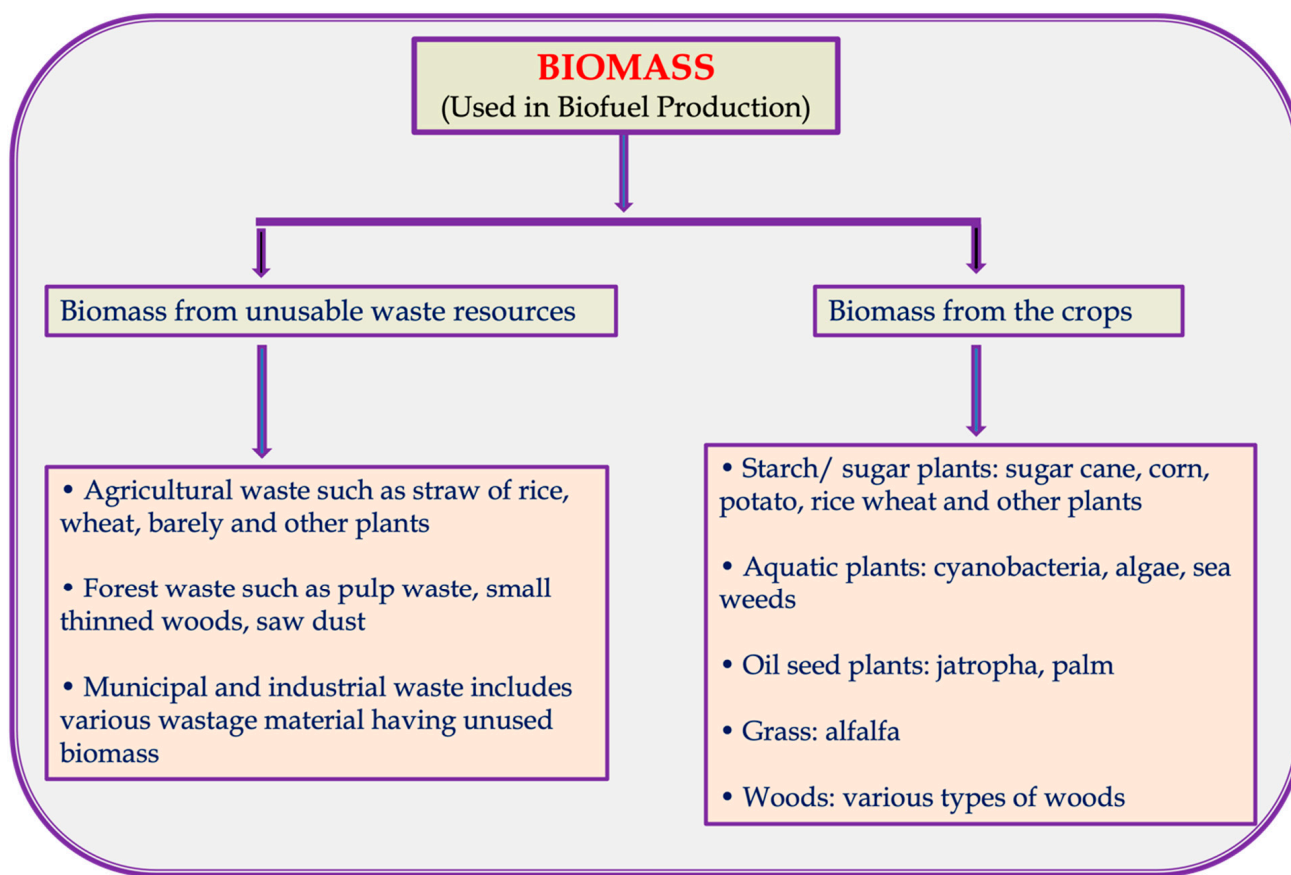 BIOMASS
(Used in Biofuel Production)
Biomass from unusable waste resources
Biomass from the crops
• Agricultural waste such as straw of rice,
wheat, barely and other plants
• Forest waste such as pulp waste, small
thinned woods, saw dust
• Municipal and industrial waste includes
various wastage material having unused
biomass
• Starch/ sugar plants: sugar cane, corn,
potato, rice wheat and other plants
• Aquatic plants: cyanobacteria, algae, sea
weeds
• Oil seed plants: jatropha, palm
• Grass: alfalfa
• Woods: various types of woods